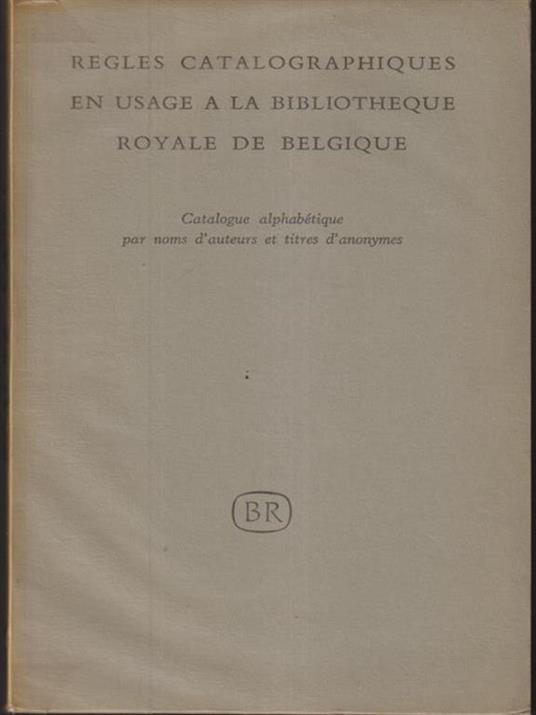 REGLES CATALOGRAPHIQUES
EN USAGE A LA BIBLIOTHEQUE
ROYALE DE BELGIQUE
Catalogue alphabétique
par noms d'auteurs et titres d'anonymes
BR